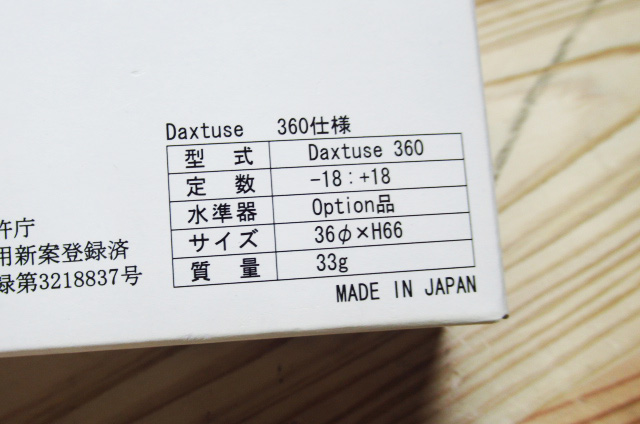 Daxtuse 360仕様
型 式 Daxtuse 360
定 数 -18:+18
水準器 Option品
サイズ 36φ×H66
質 量 33g
MADE IN JAPAN
許庁
用新案登録済
録第3218837号